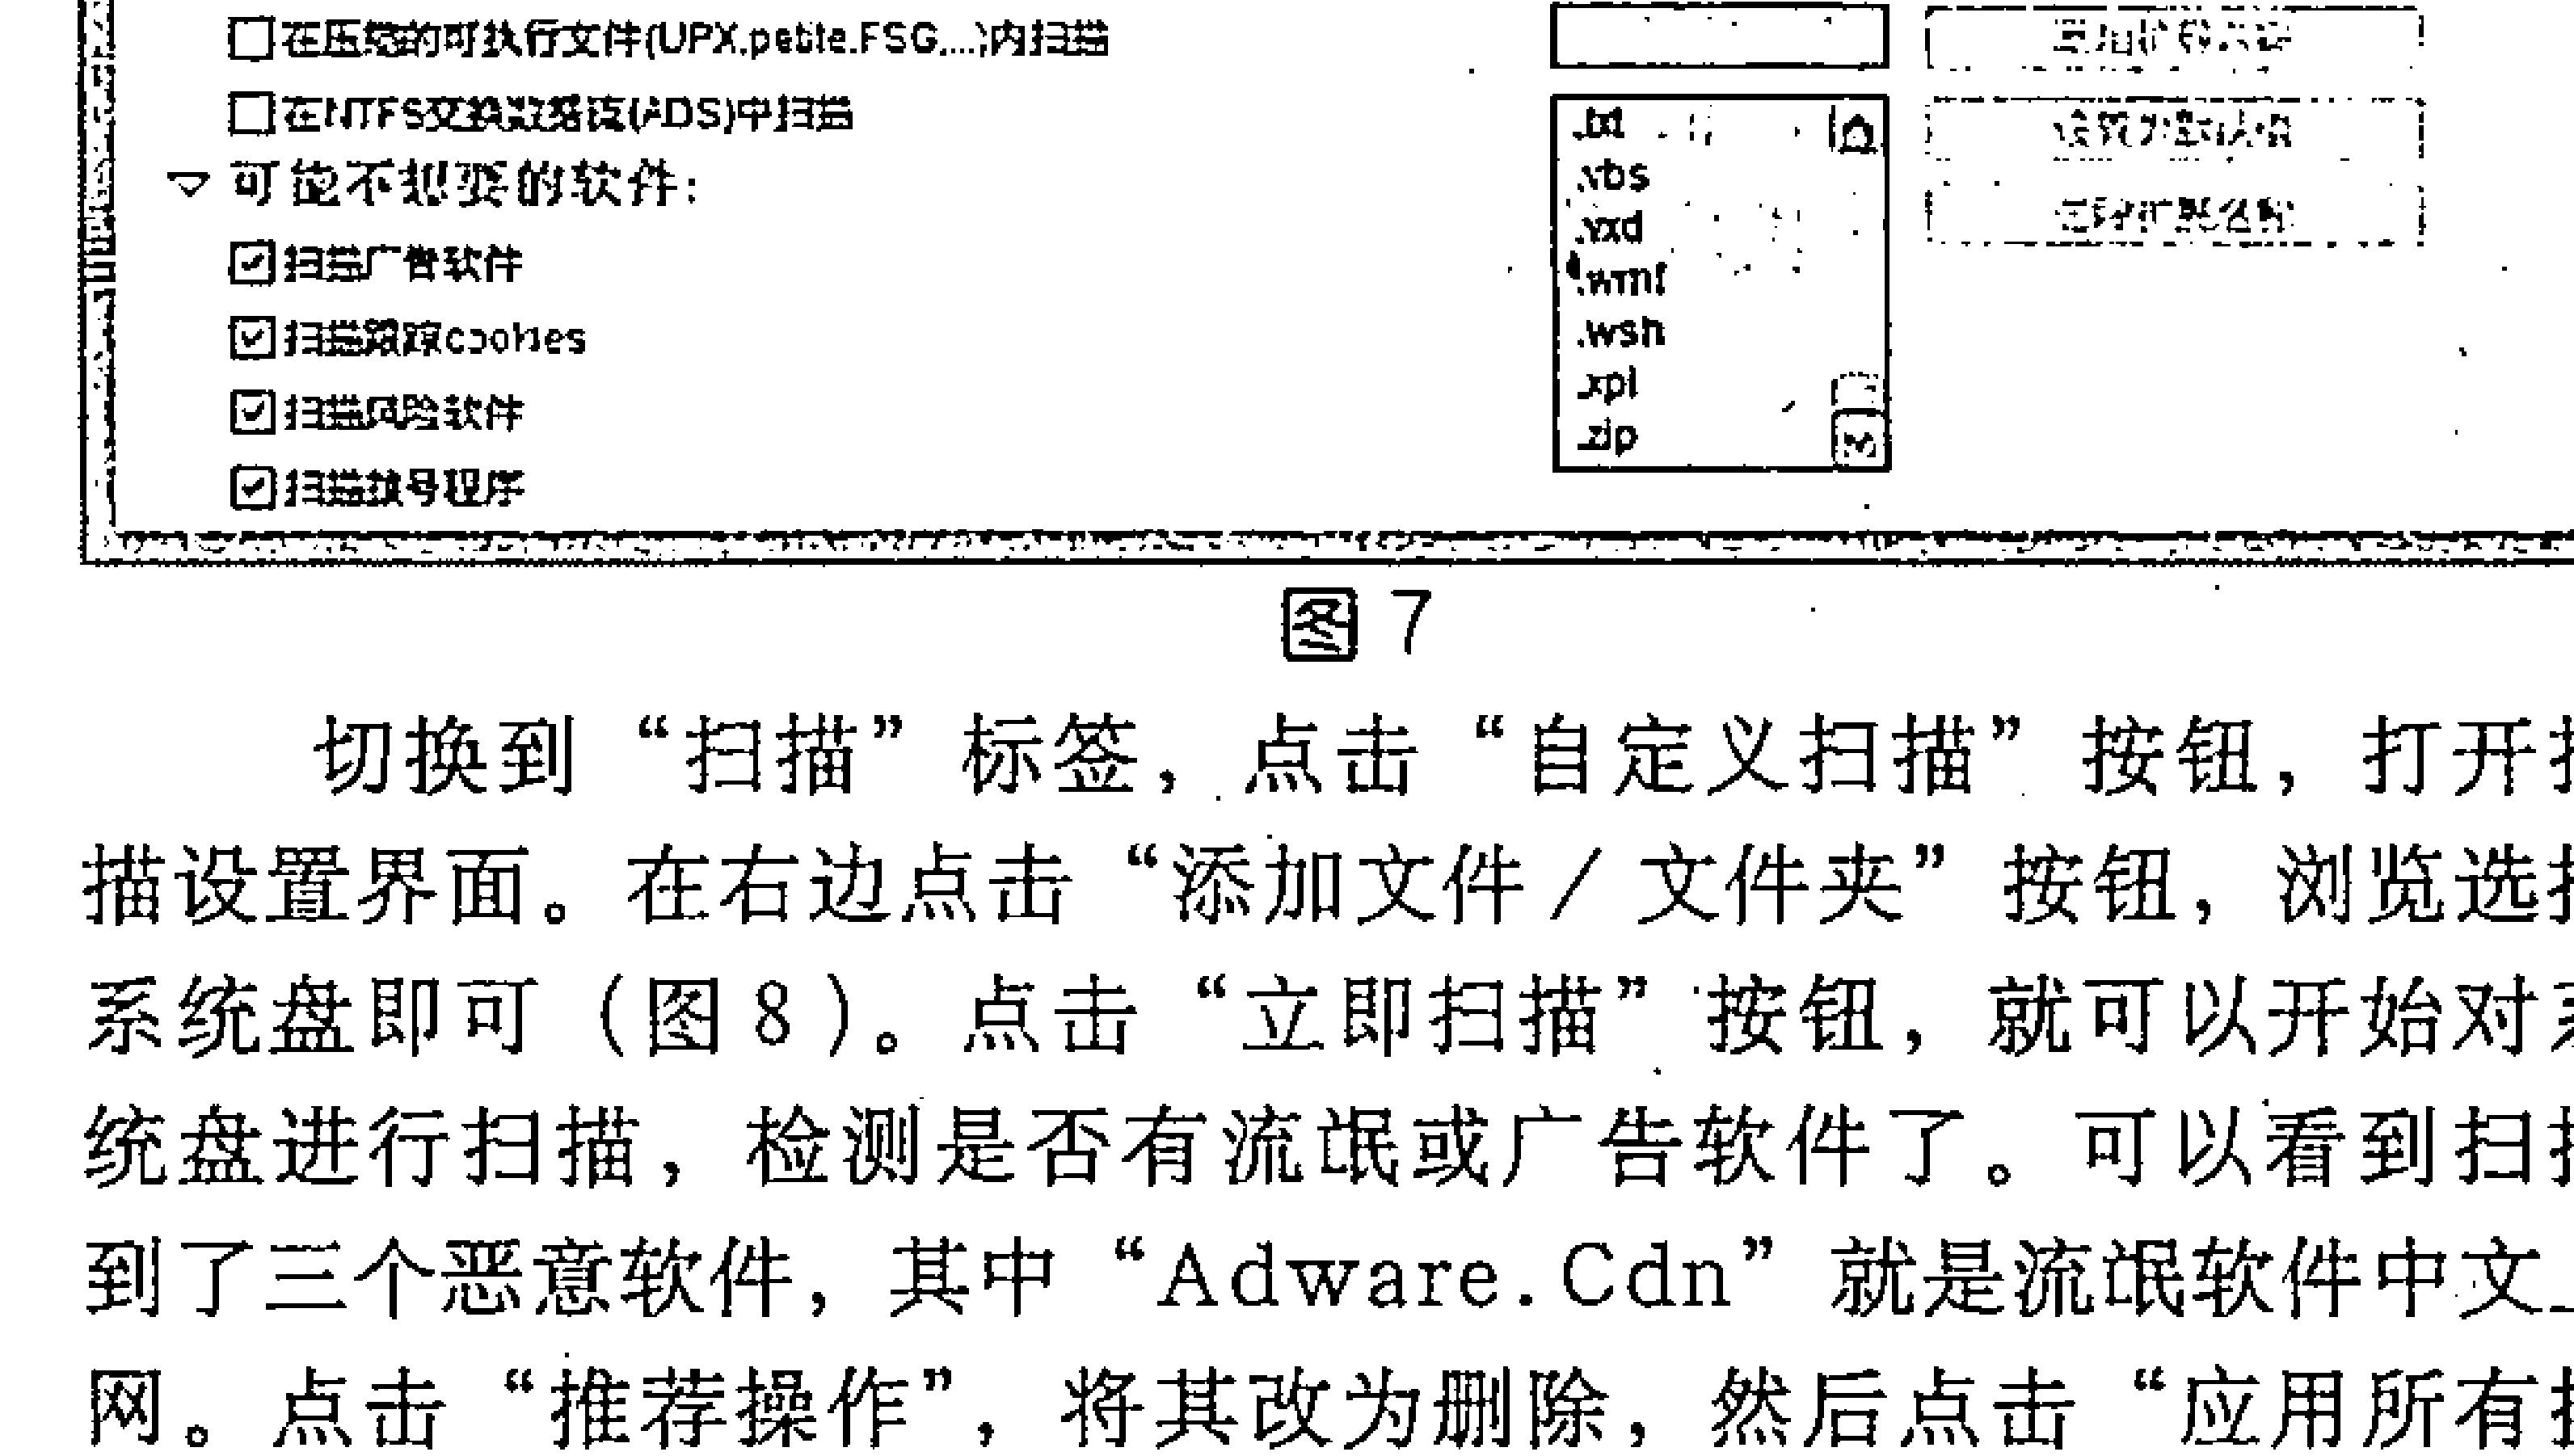 在压缩的可执行文件(UPX,petite,FSG,...)内扫描
在NTFS交换数据流(ADS)中扫描
可能不想要的软件:
扫描广告软件
扫描跟踪cookies
扫描风险软件
扫描拨号程序
.txt
.vbs
.vxd
.wmf
.wsh
.xpi
.zip
图7
切换到“扫描”标签，点击“自定义扫描”按钮，打开扫
描设置界面。在右边点击“添加文件/文件夹”按钮，浏览选择
系统盘即可（图8）。点击“立即扫描”按钮，就可以开始对系
统盘进行扫描，检测是否有流氓或广告软件了。可以看到扫描
到了三个恶意软件，其中“Adware.Cdn”就是流氓软件中文上
网。点击“推荐操作”，将其改为删除，然后点击“应用所有操